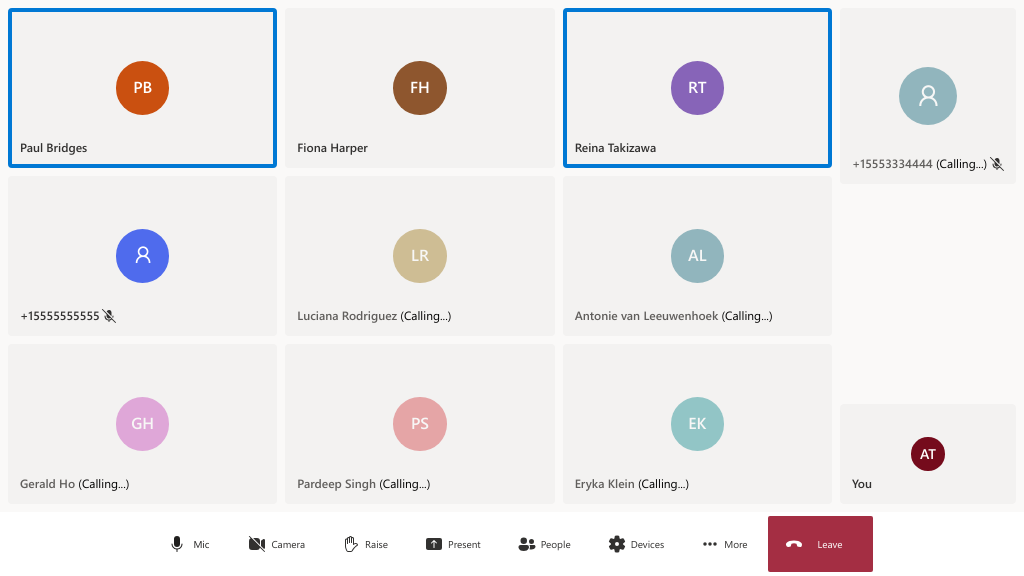 PB
Paul Bridges
FH
Fiona Harper
RT
Reina Takizawa
+15553334444 (Calling...)
+15555555555
LR
Luciana Rodriguez (Calling...)
AL
Antonie van Leeuwenhoek (Calling...)
GH
Gerald Ho (Calling...)
PS
Pardeep Singh (Calling...)
EK
Eryka Klein (Calling...)
AT
You
Mic
Camera
Raise
Present
People
Devices
More
Leave